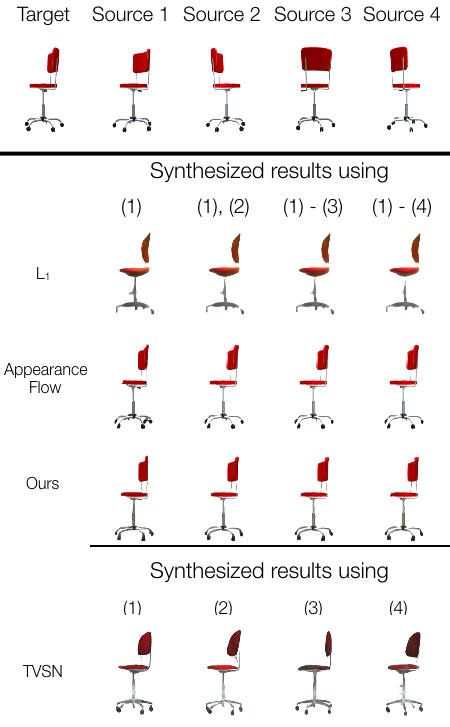 Target Source 1 Source 2 Source 3 Source 4
Synthesized results using
(1) (1), (2) (1) - (3) (1) - (4)
L₁
Appearance
Flow
Ours
Synthesized results using
(1) (2) (3) (4)
TVSN